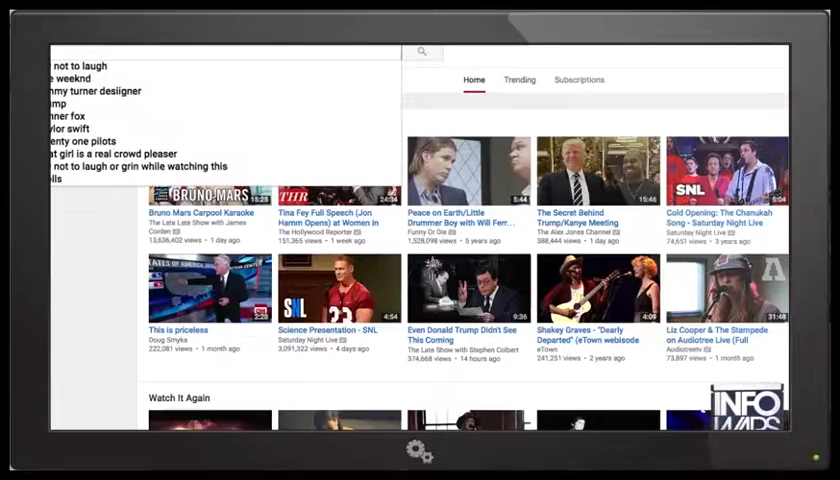 not to laugh
e weeknd
nmy turner desiigner
ump
nner fox
ylor swift
enty one pilots
at girl is a real crowd pleaser
not to laugh or grin while watching this
olls
Home Trending Subscriptions
BRUNO MARS
15:25
THR
24:34
5:44
15:46
SNL
5:04
Bruno Mars Carpool Karaoke
The Late Late Show with James
Corden
13,636,402 views • 1 day ago
Tina Fey Full Speech (Jon
Hamm Opens) at Women in
The Hollywood Reporter
151,365 views • 1 week ago
Peace on Earth/Little
Drummer Boy with Will Ferr...
Funny Or Die
1,528,098 views • 5 years ago
The Secret Behind
Trump/Kanye Meeting
The Alex Jones Channel
388,444 views • 1 day ago
Cold Opening: The Chanukah
Song - Saturday Night Live
Saturday Night Live
74,651 views • 3 years ago
CNN
2:28
SNL
33
4:54
9:36
4:09
A
31:48
This is priceless
Doug Smyka
222,081 views • 1 month ago
Science Presentation - SNL
Saturday Night Live
3,091,322 views • 4 days ago
Even Donald Trump Didn't See
This Coming
The Late Show with Stephen Colbert
374,668 views • 14 hours ago
Shakey Graves - "Dearly
Departed" (eTown webisode
eTown
241,251 views • 2 years ago
Liz Cooper & The Stampede
on Audiotree Live (Full
Audiotreetv
73,897 views • 1 month ago
Watch It Again
INFO
WARS